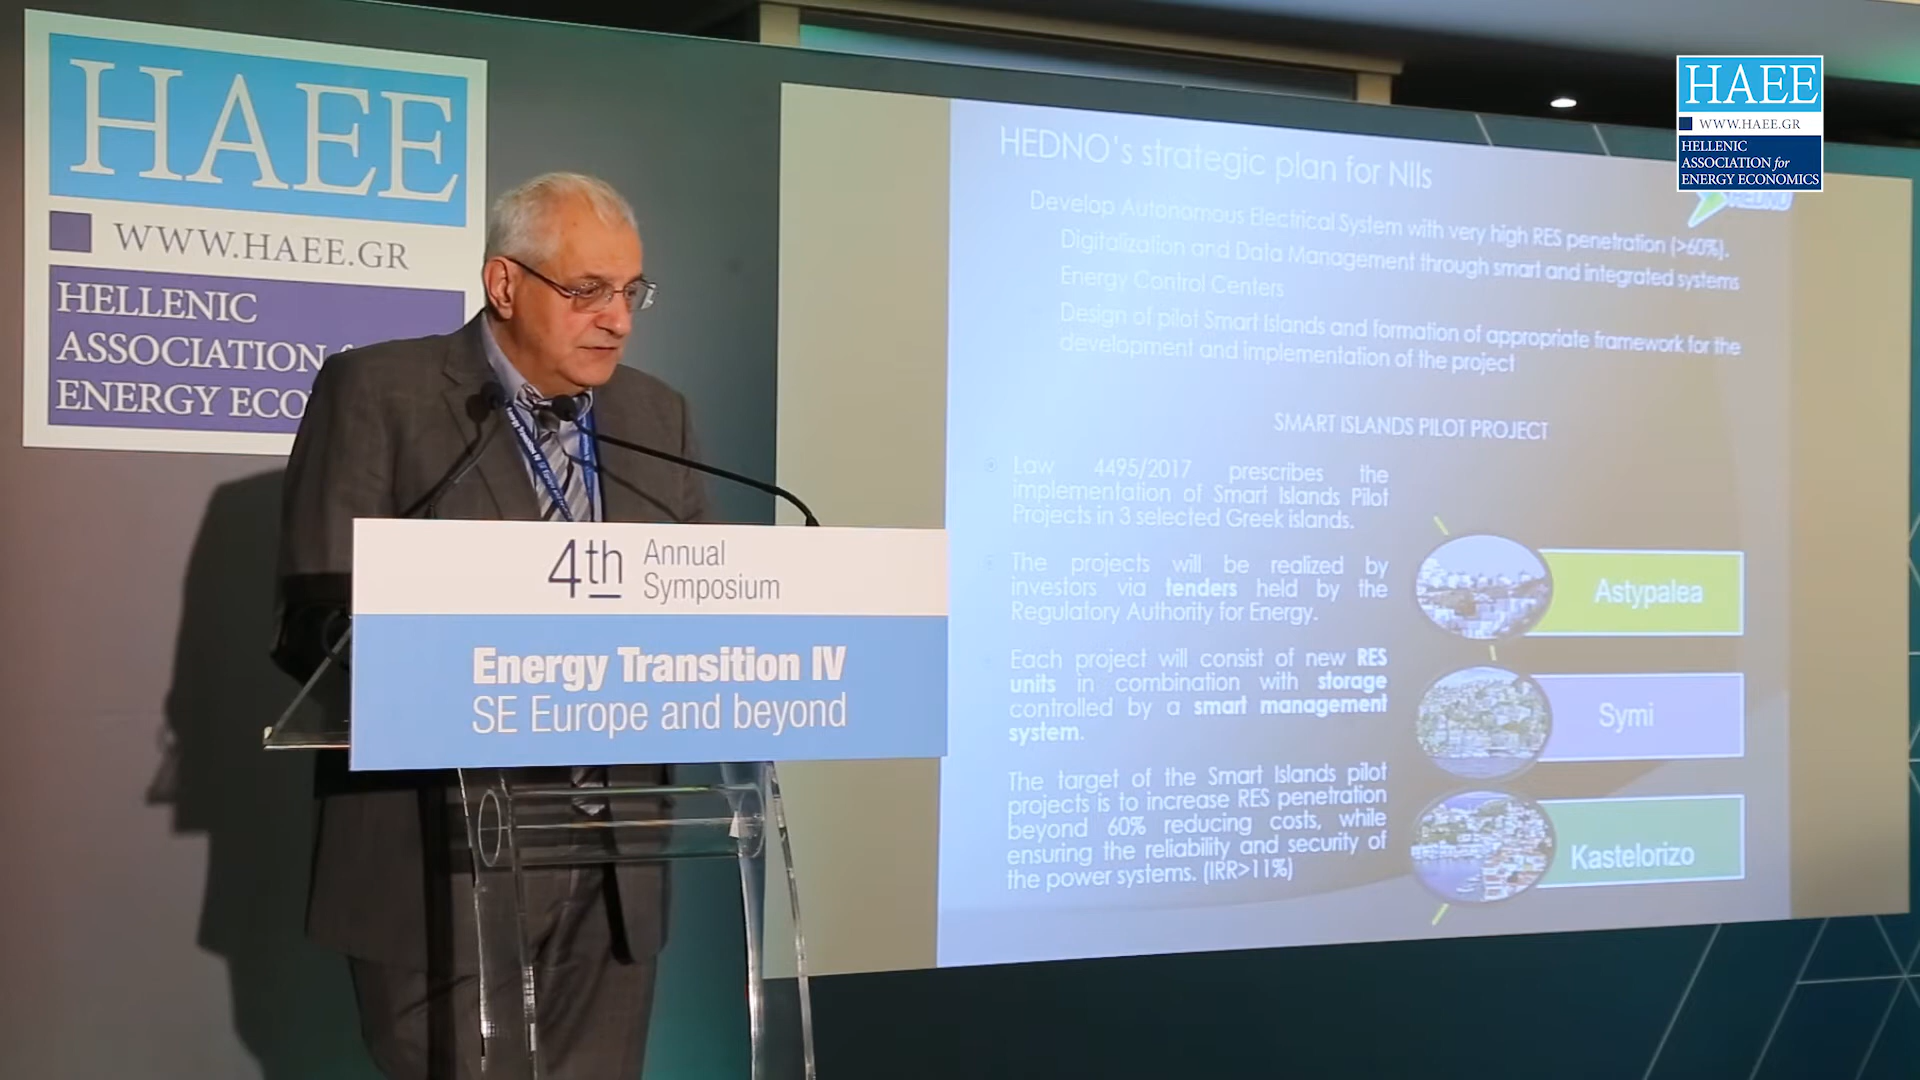 HAEE
WWW.HAEE.GR
HELLENIC
ASSOCIATION
ENERGY ECO
4th Annual
Symposium
Energy Transition IV
SE Europe and beyond
Energy Transition IV
HEDNO's strategic plan for NIIs
Develop Autonomous Electrical System with very high RES penetration (>60%).
Digitalization and Data Management through smart and integrated systems
Energy Control Centers
Design of pilot Smart Islands and formation of appropriate framework for the
development and implementation of the project
SMART ISLANDS PILOT PROJECT
Law 4495/2017 prescribes the
implementation of Smart Islands Pilot
Projects in 3 selected Greek islands.
The projects will be realized by
investors via tenders held by the
Regulatory Authority for Energy.
Each project will consist of new RES
units in combination with storage
controlled by a smart management
system.
The target of the Smart Islands pilot
projects is to increase RES penetration
beyond 60% reducing costs, while
ensuring the reliability and security of
the power systems. (IRR>11%)
Astypalea
Symi
Kastelorizo
HAEE
WWW.HAEE.GR
HELLENIC
ASSOCIATION for
ENERGY ECONOMICS
HEDNO